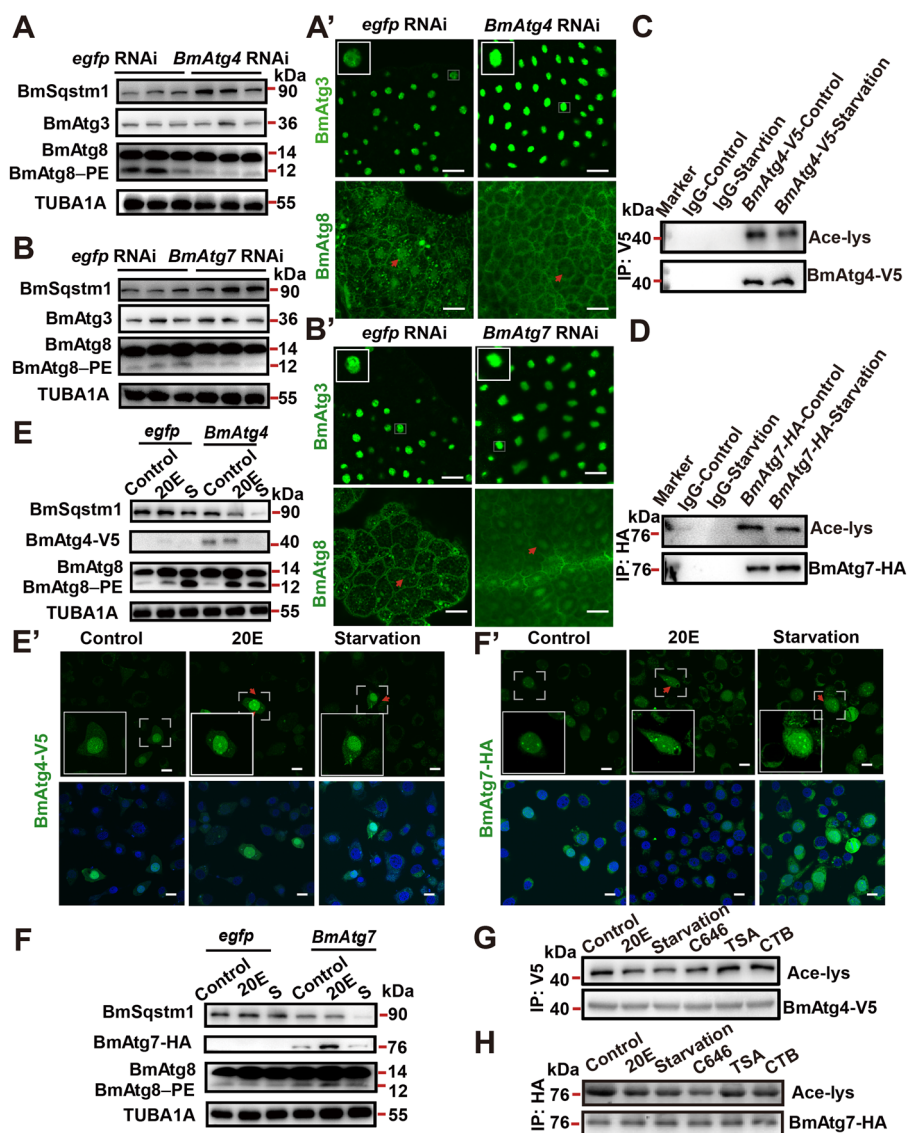 A
egfp RNAi BmAtg4 RNAi
kDa
BmSqstm1 90
BmAtg3 36
BmAtg8 14
BmAtg8–PE 12
TUBA1A 55
A’
egfp RNAi BmAtg4 RNAi
BmAtg3
BmAtg8
C
Marker
IgG-Control
IgG-Starvtion
BmAtg4-V5-Control
BmAtg4-V5-Starvation
kDa
IP: V5
40 Ace-lys
40 BmAtg4-V5
B
egfp RNAi BmAtg7 RNAi
kDa
BmSqstm1 90
BmAtg3 36
BmAtg8 14
BmAtg8–PE 12
TUBA1A 55
B’
egfp RNAi BmAtg7 RNAi
BmAtg3
BmAtg8
D
Marker
IgG-Control
IgG-Starvtion
BmAtg7-HA-Control
BmAtg7-HA-Starvation
kDa
IP: HA
76 Ace-lys
76 BmAtg7-HA
E
egfp BmAtg4
Control 20E S Control 20E S
kDa
BmSqstm1 90
BmAtg4-V5 40
BmAtg8 14
BmAtg8–PE 12
TUBA1A 55
E’
Control 20E Starvation
BmAtg4-V5
F’
Control 20E Starvation
BmAtg7-HA
F
egfp BmAtg7
Control 20E S Control 20E S
kDa
BmSqstm1 90
BmAtg7-HA 76
BmAtg8 14
BmAtg8–PE 12
TUBA1A 55
G
Control 20E Starvation C646 TSA CTB
kDa
IP: V5
40 Ace-lys
40 BmAtg4-V5
H
Control 20E Starvation C646 TSA CTB
kDa
IP: HA
76 Ace-lys
76 BmAtg7-HA